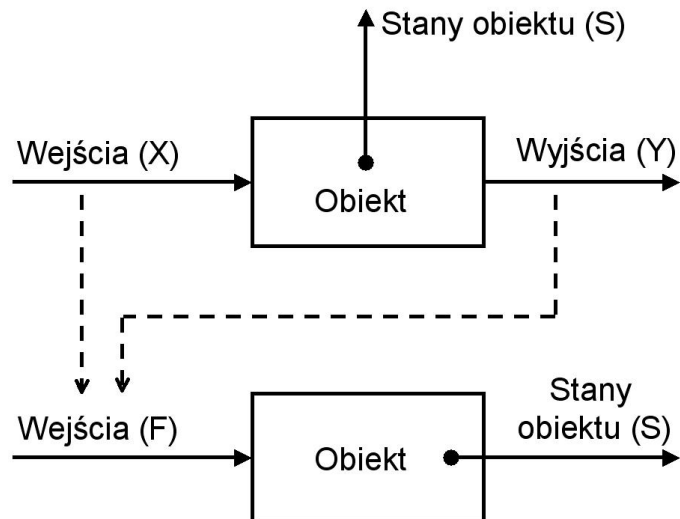 Stany obiektu (S)
Wejścia (X)
Wyjścia (Y)
Obiekt
Wejścia (F)
Stany
obiektu (S)
Obiekt